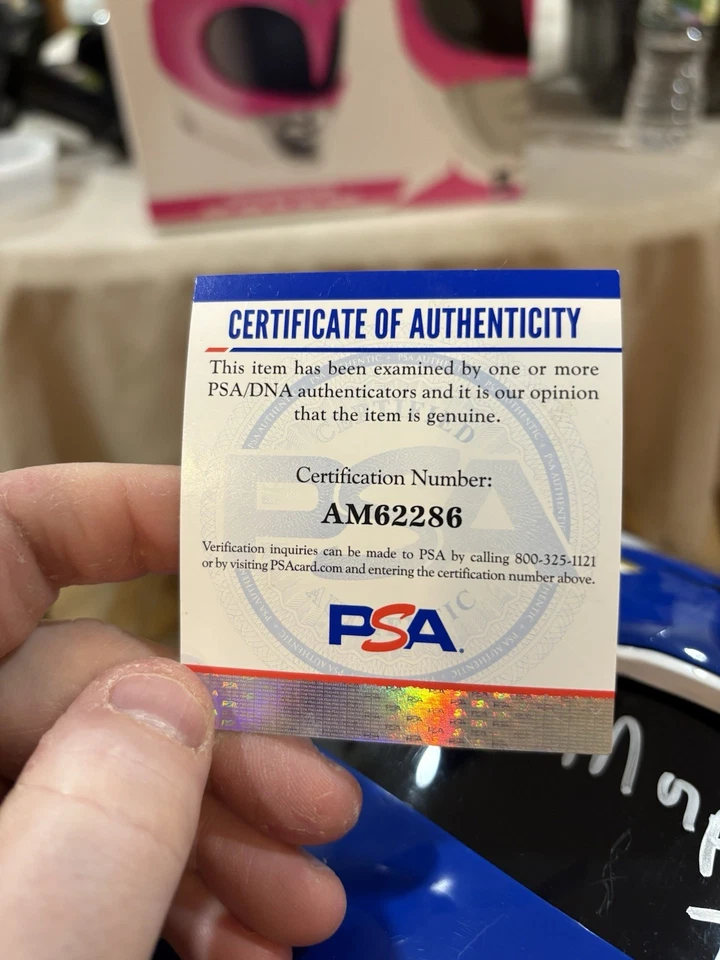 CERTIFICATE OF AUTHENTICITY
This item has been examined by one or more
PSA/DNA authenticators and it is our opinion
that the item is genuine.
Certification Number:
AM62286
Verification inquiries can be made to PSA by calling 800-325-1121
or by visiting PSAcard.com and entering the certification number above.
PSA.